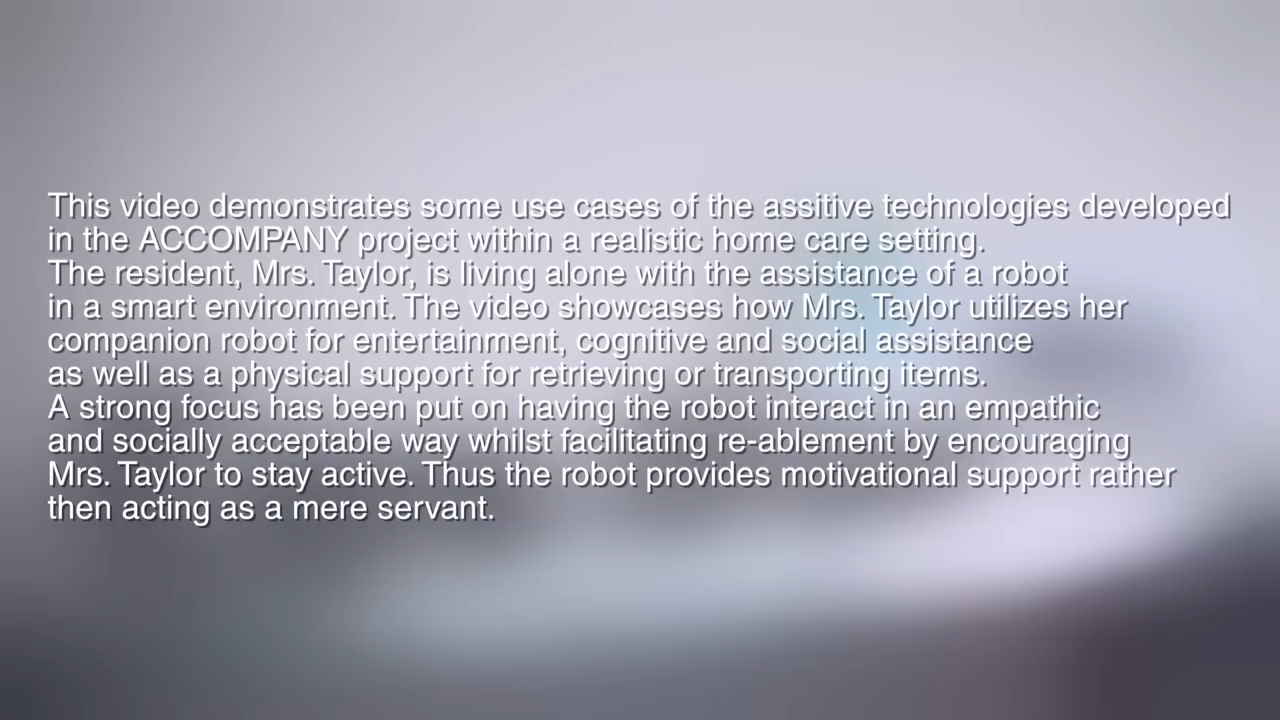 This video demonstrates some use cases of the assitive technologies developed
in the ACCOMPANY project within a realistic home care setting.
The resident, Mrs. Taylor, is living alone with the assistance of a robot
in a smart environment. The video showcases how Mrs. Taylor utilizes her
companion robot for entertainment, cognitive and social assistance
as well as a physical support for retrieving or transporting items.
A strong focus has been put on having the robot interact in an empathic
and socially acceptable way whilst facilitating re-ablement by encouraging
Mrs. Taylor to stay active. Thus the robot provides motivational support rather
then acting as a mere servant.